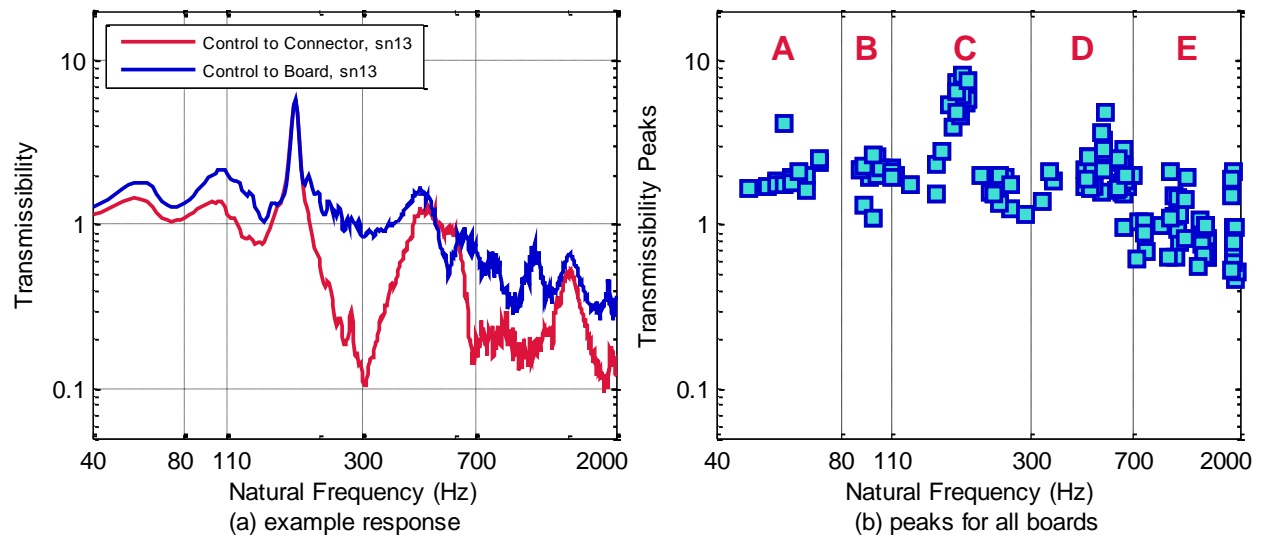 Control to Connector, sn13
Control to Board, sn13
Transmissibility
10
1
0.1
40 80 110 300 700 2000
Natural Frequency (Hz)
(a) example response
A B C D E
Transmissibility Peaks
10
1
0.1
40 80 110 300 700 2000
Natural Frequency (Hz)
(b) peaks for all boards